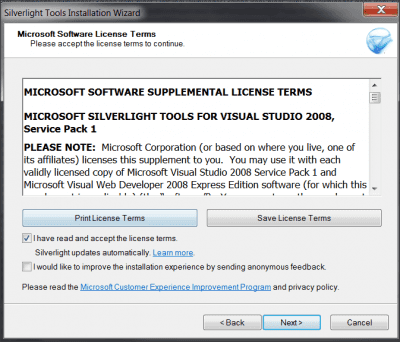 Silverlight Tools Installation Wizard
Microsoft Software License Terms
Please accept the license terms to continue.
MICROSOFT SOFTWARE SUPPLEMENTAL LICENSE TERMS
MICROSOFT SILVERLIGHT TOOLS FOR VISUAL STUDIO 2008,
Service Pack 1
PLEASE NOTE: Microsoft Corporation (or based on where you live, one
of its affiliates) licenses this supplement to you. You may use it with each
validly licensed copy of Microsoft Visual Studio 2008 Service Pack 1 and
Microsoft Visual Web Developer 2008 Express Edition software (for which this
Print License Terms
Save License Terms
I have read and accept the license terms.
Silverlight updates automatically. Learn more.
I would like to improve the installation experience by sending anonymous feedback.
Please read the Microsoft Customer Experience Improvement Program and privacy policy.
< Back
Next >
Cancel